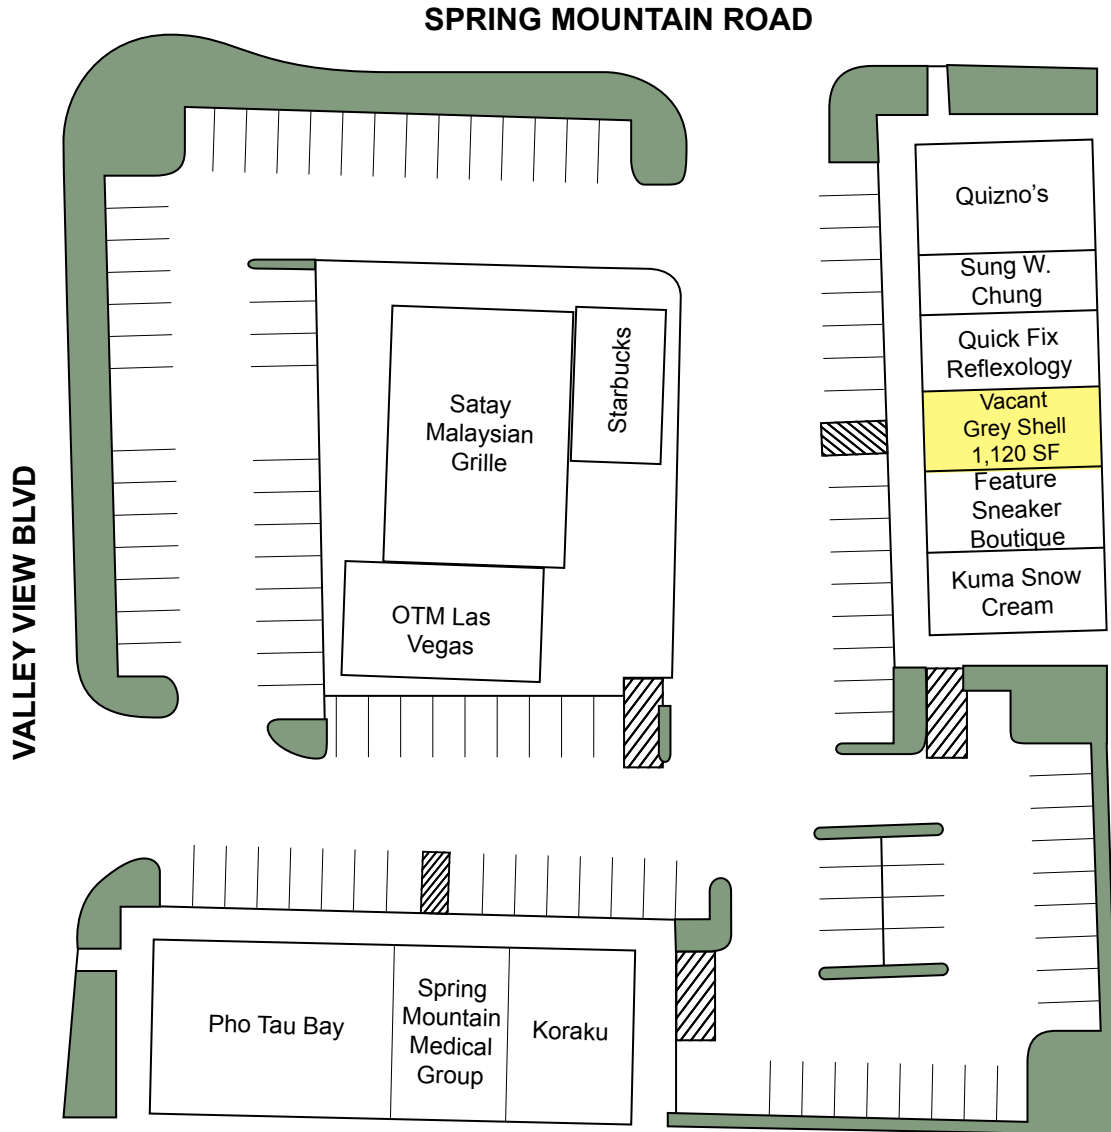 SPRING MOUNTAIN ROAD
VALLEY VIEW BLVD
Quizno’s
Sung W.
Chung
Quick Fix
Reflexology
Vacant
Grey Shell
1,120 SF
Feature
Sneaker
Boutique
Kuma Snow
Cream
Starbucks
Satay
Malaysian
Grille
OTM Las
Vegas
Pho Tau Bay
Spring
Mountain
Medical
Group
Koraku